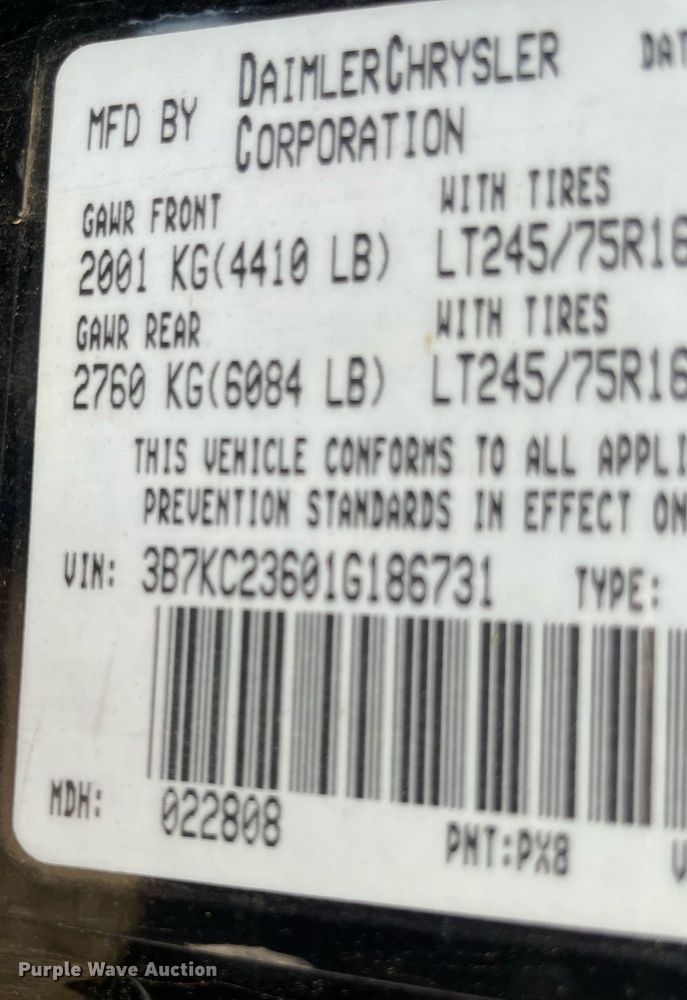 MFD BY DAIMLERCHRYSLER CORPORATION DAT
GAWR FRONT WITH TIRES
2001 KG(4410 LB) LT245/75R16
GAWR REAR WITH TIRES
2760 KG(6084 LB) LT245/75R16
THIS VEHICLE CONFORMS TO ALL APPLI
PREVENTION STANDARDS IN EFFECT ON
VIN: 3B7KC23601G186731 TYPE:
MDH: 022808 PNT:PX8 V
Purple Wave Auction